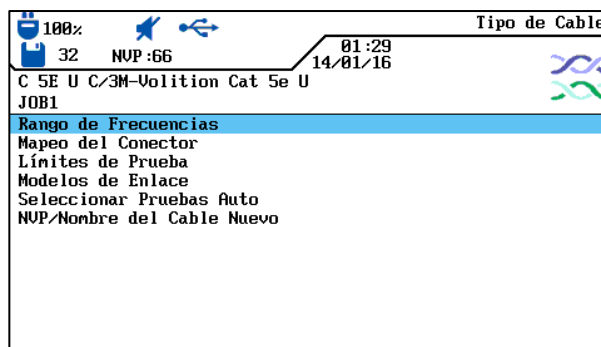 100%
Tipo de Cable
32 NVP:66
01:29
14/01/16
C 5E U C/3M-Volition Cat 5e U
JOB1
Rango de Frecuencias
Mapeo del Conector
Límites de Prueba
Modelos de Enlace
Seleccionar Pruebas Auto
NVP/Nombre del Cable Nuevo